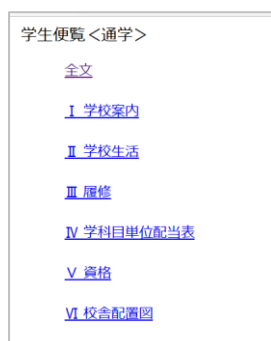 学生便覧<通学>
全文
Ⅰ 学校案内
Ⅱ 学校生活
Ⅲ 履修
Ⅳ 学科目単位配当表
Ⅴ 資格
Ⅵ 校舎配置図